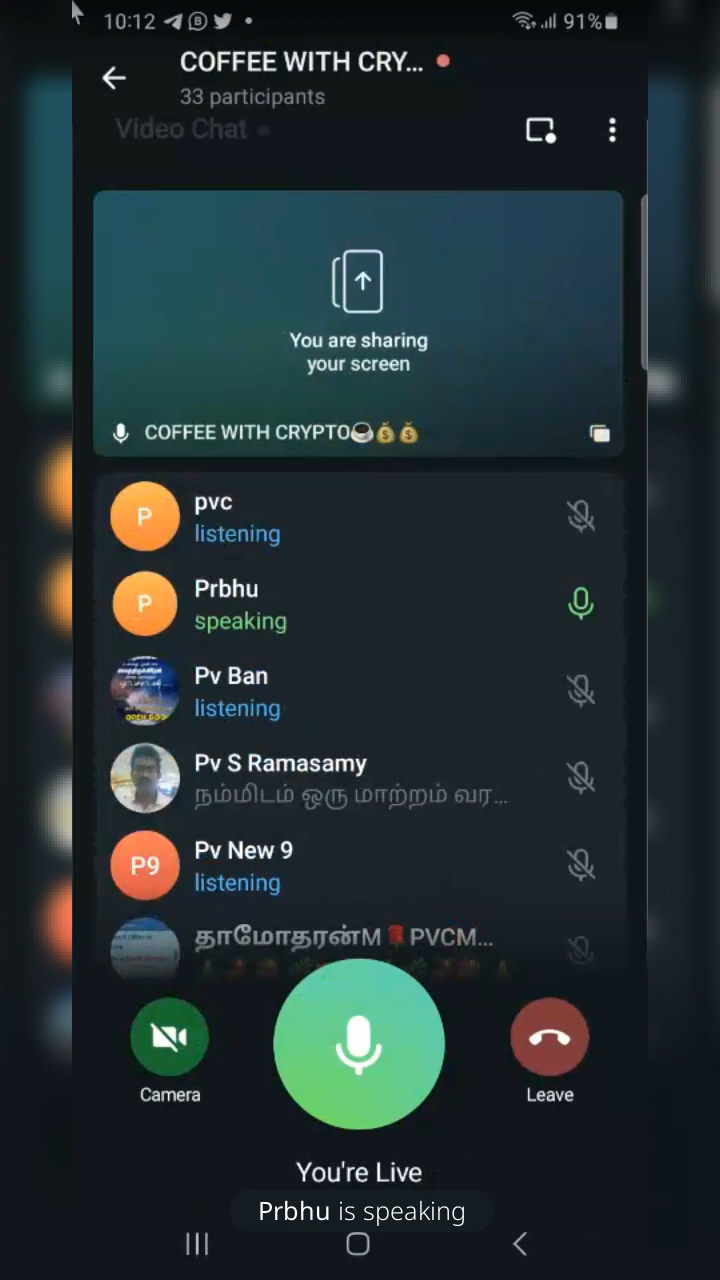 10:12
91%
COFFEE WITH CRY...
33 participants
Video Chat
You are sharing
your screen
COFFEE WITH CRYPTO☕💰💰
P
pvc
listening
P
Prbhu
speaking
Pv Ban
listening
OPEN
Pv S Ramasamy
நம்மிடம் ஒரு மாற்றம் வர...
P9
Pv New 9
listening
தாமோதரன்M🌹PVCM...
Camera
Leave
You're Live
Prbhu is speaking